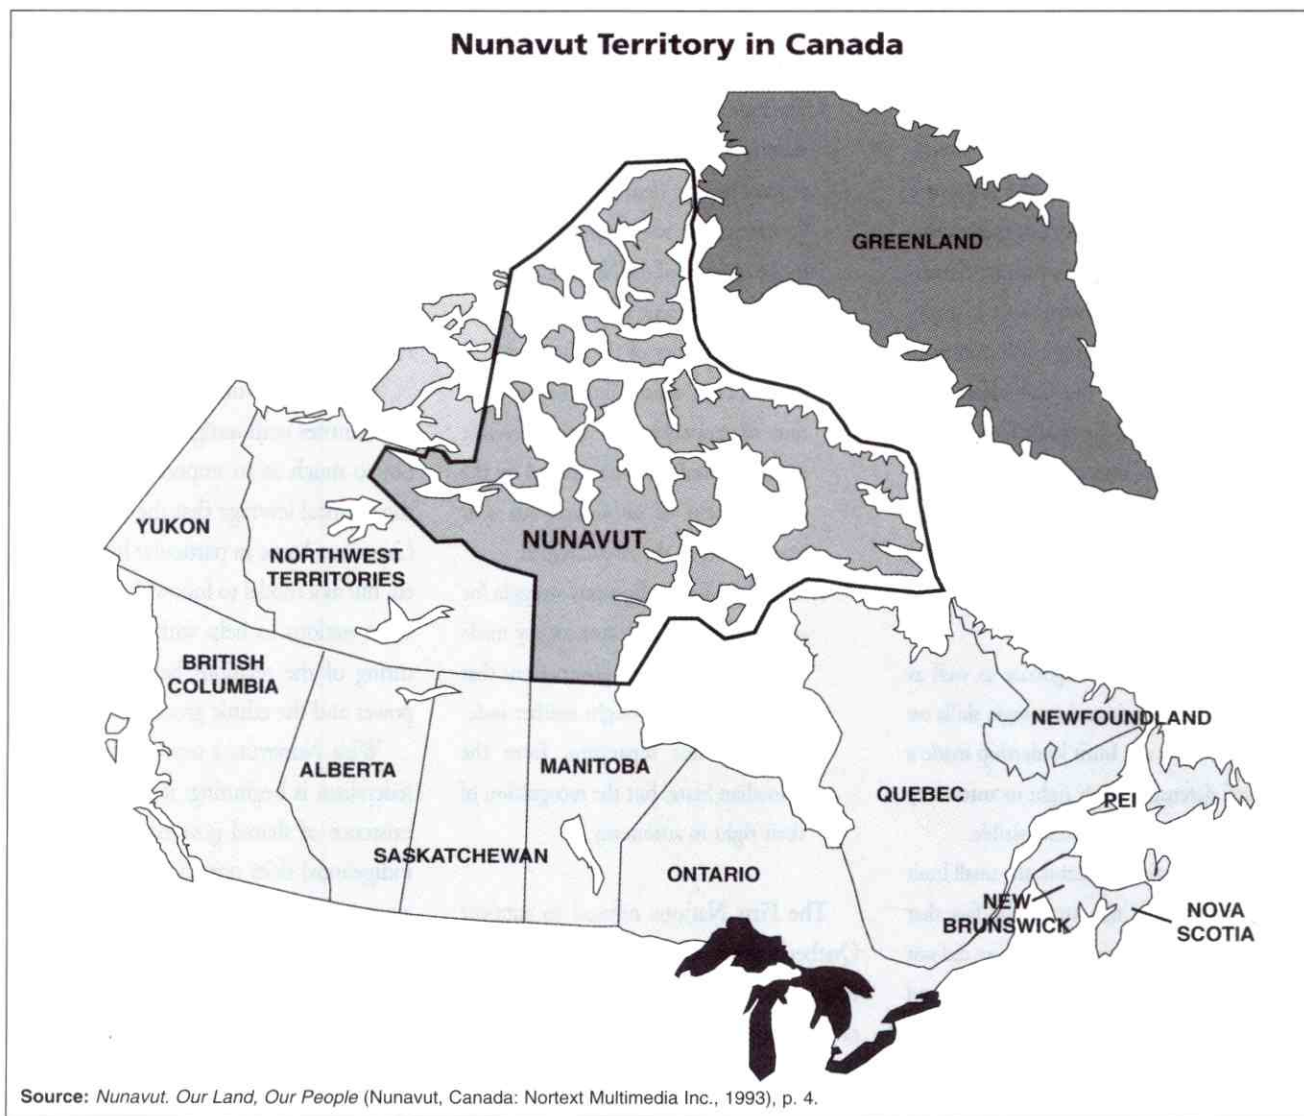 Nunavut Territory in Canada
GREENLAND
YUKON
NORTHWEST
TERRITORIES
NUNAVUT
BRITISH
COLUMBIA
ALBERTA
SASKATCHEWAN
MANITOBA
ONTARIO
QUEBEC
NEWFOUNDLAND
PEI
NEW
BRUNSWICK
NOVA
SCOTIA
Source: Nunavut. Our Land, Our People (Nunavut, Canada: Nortext Multimedia Inc., 1993), p. 4.